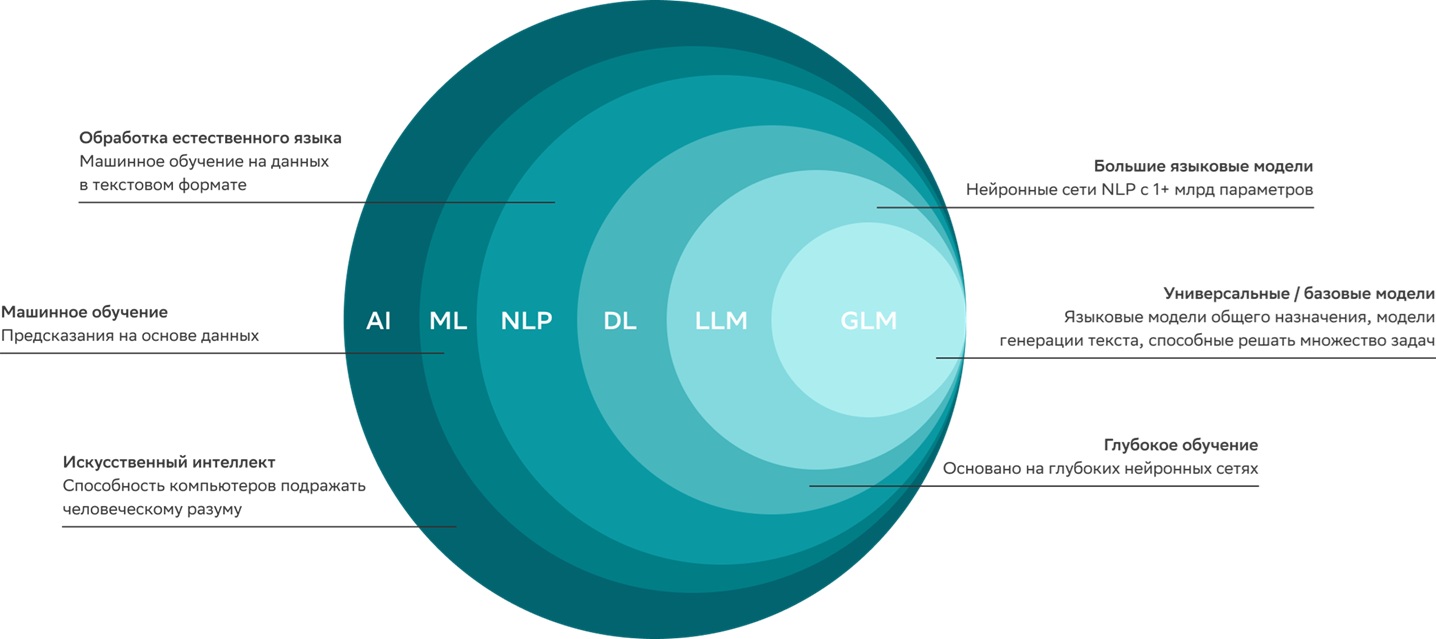 Обработка естественного языка
Машинное обучение на данных
в текстовом формате
Машинное обучение
Предсказания на основе данных
Искусственный интеллект
Способность компьютеров подражать
человеческому разуму
AI ML NLP DL LLM GLM
Большие языковые модели
Нейронные сети NLP с 1+ млрд параметров
Универсальные / базовые модели
Языковые модели общего назначения, модели
генерации текста, способные решать множество задач
Глубокое обучение
Основано на глубоких нейронных сетях